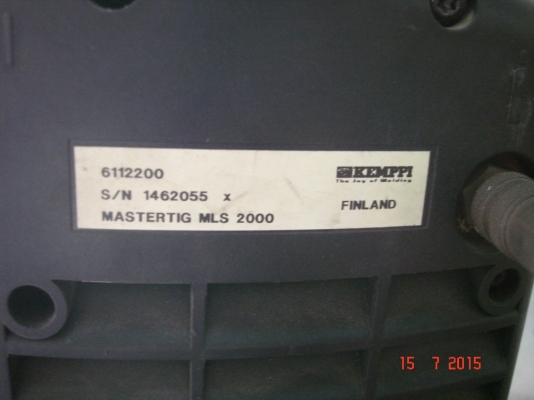 6112200
KEMPPI
The Joy of Welding
S/N 1462055 x
FINLAND
MASTERTIG MLS 2000
15 7 2015